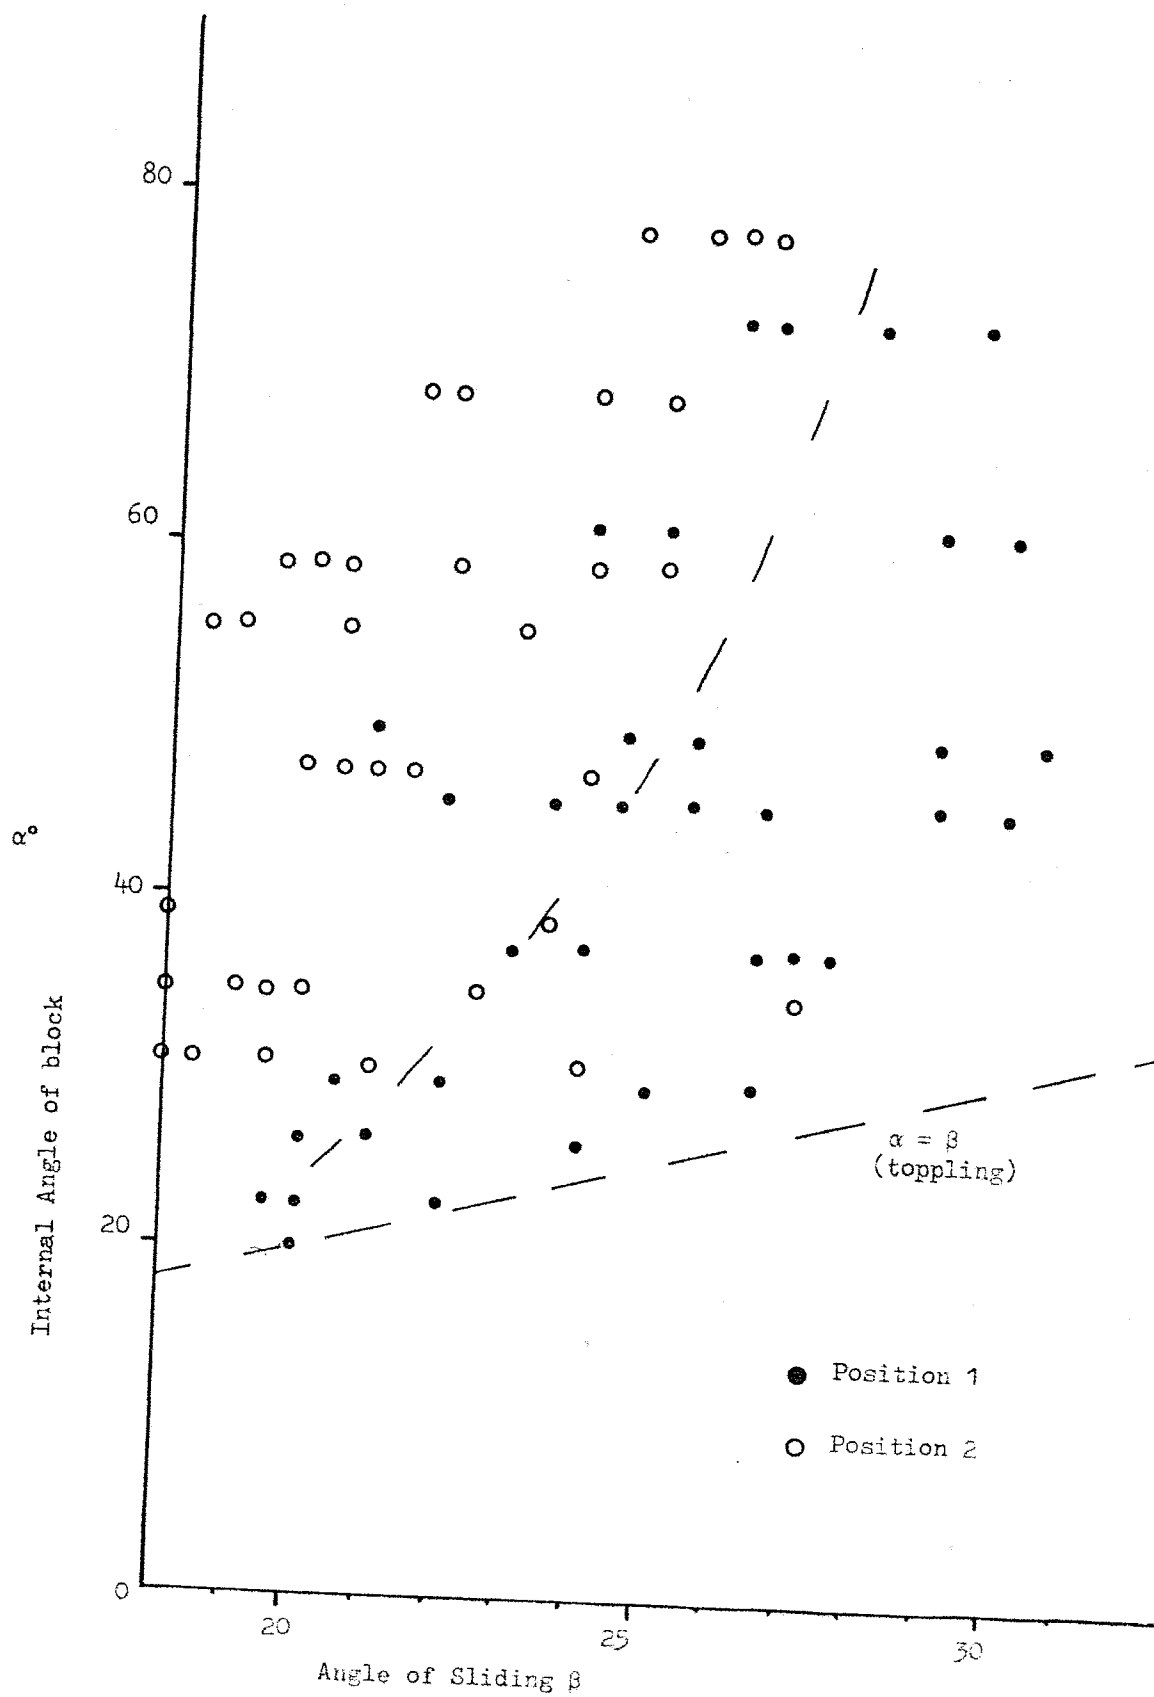 80
60
40
20
0
α°
Internal Angle of block
α = β
(toppling)
Position 1
Position 2
20
25
30
Angle of Sliding β